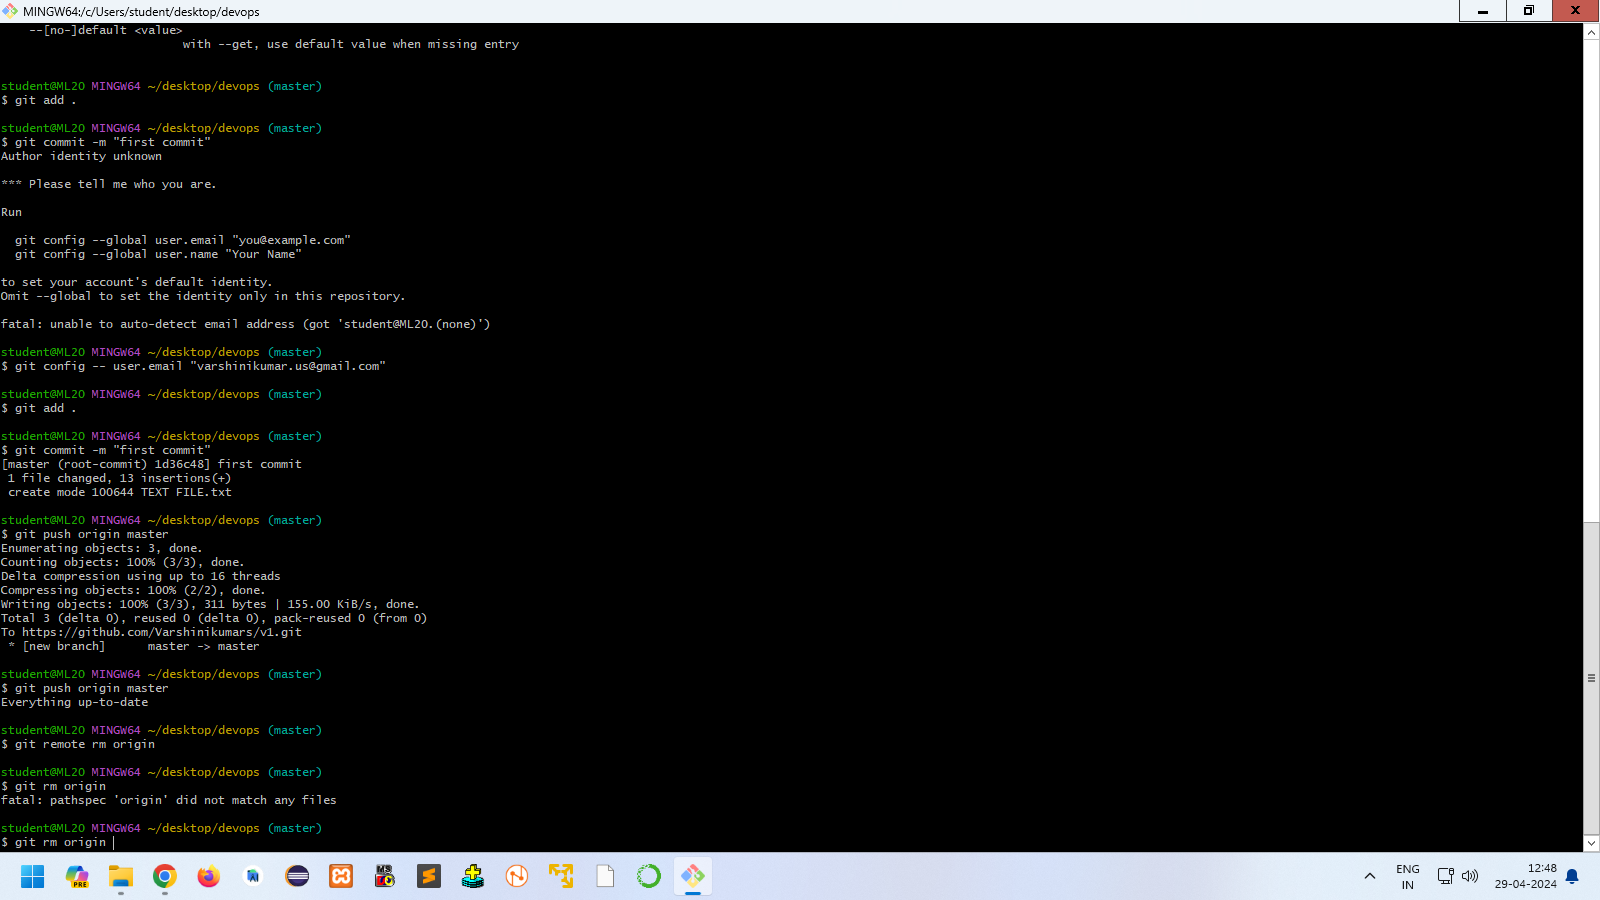 MINGW64:/c/Users/student/desktop/devops
--[no-]default <value>
with --get, use default value when missing entry
student@ML20 MINGW64 ~/desktop/devops (master)
$ git add .
student@ML20 MINGW64 ~/desktop/devops (master)
$ git commit -m "first commit"
Author identity unknown
*** Please tell me who you are.
Run
git config --global user.email "you@example.com"
git config --global user.name "Your Name"
to set your account's default identity.
Omit --global to set the identity only in this repository.
fatal: unable to auto-detect email address (got 'student@ML20.(none)')
student@ML20 MINGW64 ~/desktop/devops (master)
$ git config -- user.email "varshinikumar.us@gmail.com"
student@ML20 MINGW64 ~/desktop/devops (master)
$ git add .
student@ML20 MINGW64 ~/desktop/devops (master)
$ git commit -m "first commit"
[master (root-commit) 1d36c48] first commit
1 file changed, 13 insertions(+)
create mode 100644 TEXT FILE.txt
student@ML20 MINGW64 ~/desktop/devops (master)
$ git push origin master
Enumerating objects: 3, done.
Counting objects: 100% (3/3), done.
Delta compression using up to 16 threads
Compressing objects: 100% (2/2), done.
Writing objects: 100% (3/3), 311 bytes | 155.00 KiB/s, done.
Total 3 (delta 0), reused 0 (delta 0), pack-reused 0 (from 0)
To https://github.com/Varshinikumars/v1.git
* [new branch]      master -> master
student@ML20 MINGW64 ~/desktop/devops (master)
$ git push origin master
Everything up-to-date
student@ML20 MINGW64 ~/desktop/devops (master)
$ git remote rm origin
student@ML20 MINGW64 ~/desktop/devops (master)
$ git rm origin
fatal: pathspec 'origin' did not match any files
student@ML20 MINGW64 ~/desktop/devops (master)
$ git rm origin
PRE
ENG
IN
12:48
29-04-2024